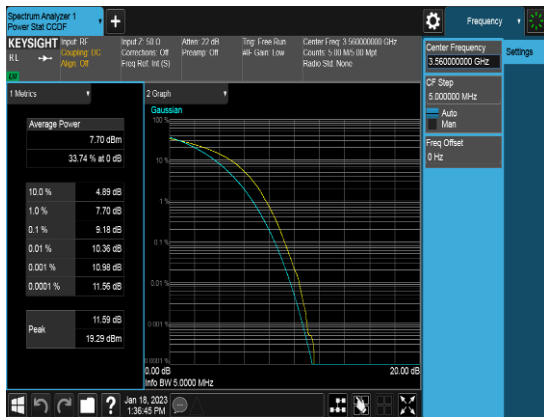 Spectrum Analyzer 1
Power Stat CCDF
+
Frequency
KEYSIGHT
Input: RF
Input Z: 50 Ω
Atten: 22 dB
Trig: Free Run
Center Freq: 3.560000000 GHz
RL
Coupling: DC
Corrections: Off
Preamp: Off
#IF Gain: Low
Counts: 5.00 M/5.00 Mpt
Align: Off
Freq Ref: Int (S)
Radio Std: None
Center Frequency
3.560000000 GHz
Settings
CF Step
5.000000 MHz
Auto
Man
Freq Offset
0 Hz
1 Metrics
Average Power
7.70 dBm
33.74 % at 0 dB
10.0 % 4.89 dB
1.0 % 7.70 dB
0.1 % 9.18 dB
0.01 % 10.36 dB
0.001 % 10.98 dB
0.0001 % 11.56 dB
Peak
11.59 dB
19.29 dBm
2 Graph
Gaussian
100 %
10 %
1 %
0.1 %
0.01 %
0.001 %
0.0001 %
0.00 dB
20.00 dB
Info BW 5.0000 MHz
?
Jan 18, 2023
1:36:45 PM